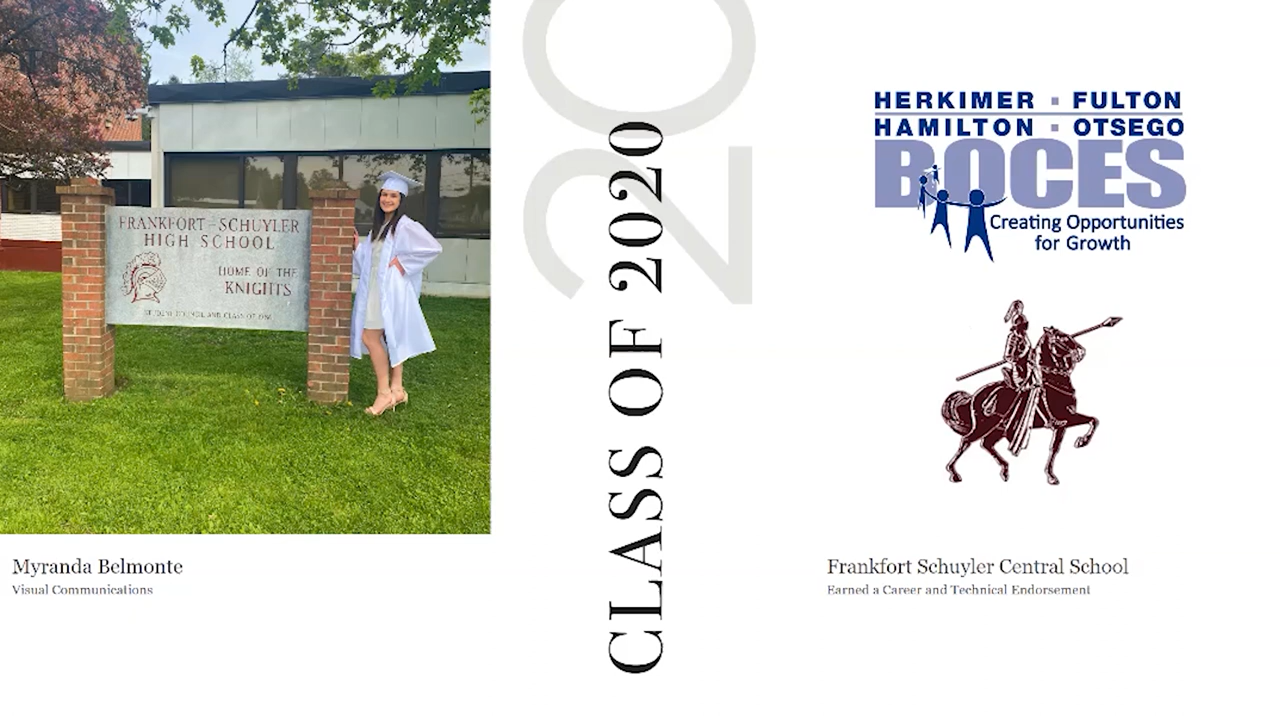 FRANKFORT-SCHUYLER
HIGH SCHOOL
HOME OF THE
KNIGHTS
Myranda Belmonte
Visual Communications
20
20
CLASS OF 2020
HERKIMER ▪ FULTON
HAMILTON ▪ OTSEGO
BOCES
Creating Opportunities
for Growth
Frankfort Schuyler Central School
Earned a Career and Technical Endorsement